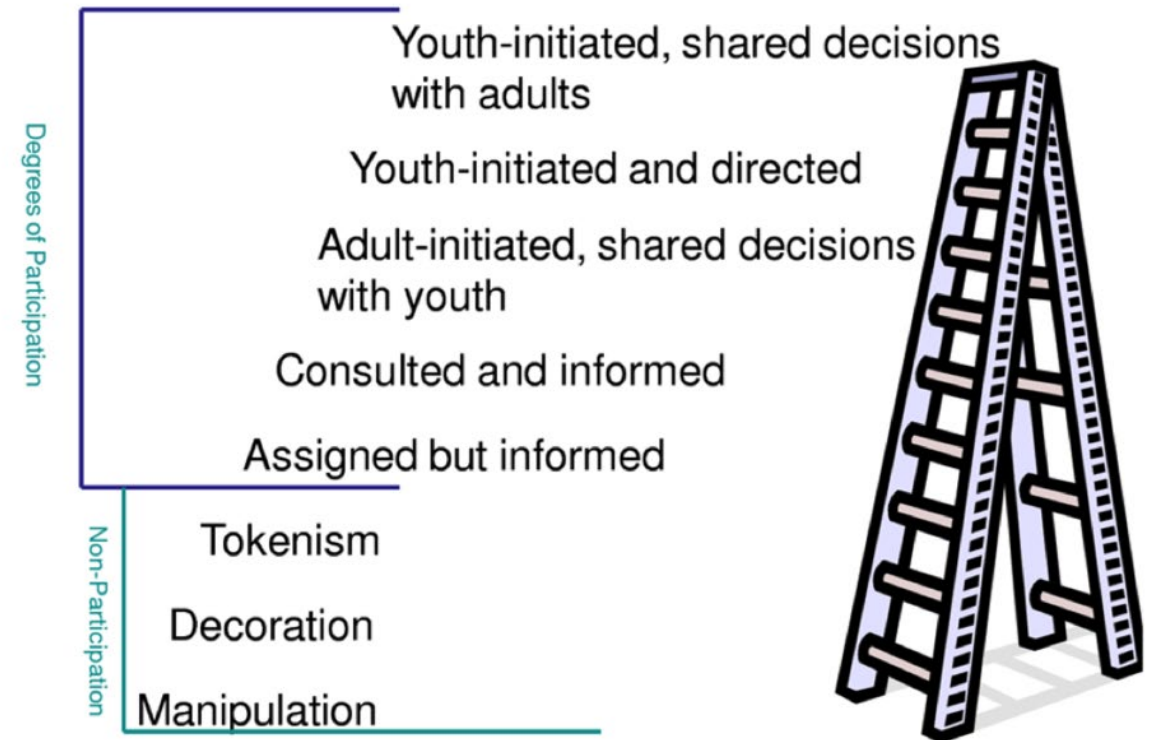 Youth-initiated, shared decisions
with adults
Youth-initiated and directed
Adult-initiated, shared decisions
with youth
Consulted and informed
Assigned but informed
Degrees of Participation
Tokenism
Decoration
Manipulation
Non-Participation